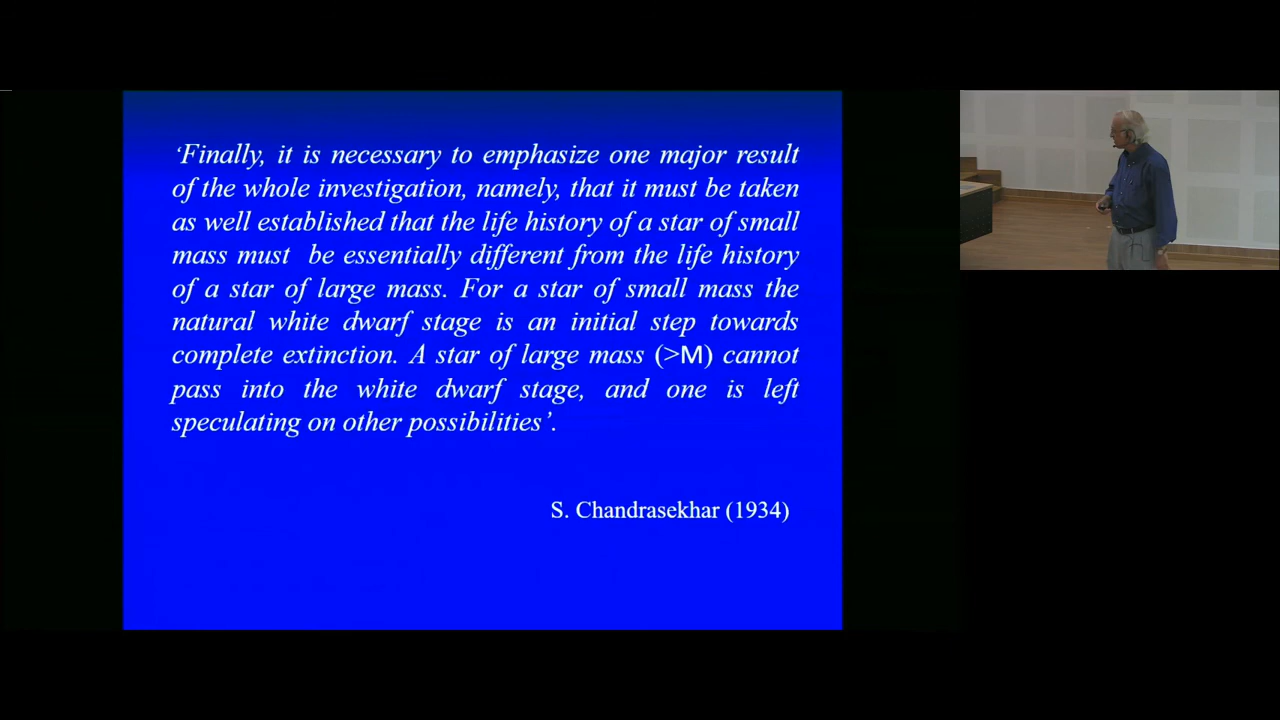 ‘Finally, it is necessary to emphasize one major result
of the whole investigation, namely, that it must be taken
as well established that the life history of a star of small
mass must be essentially different from the life history
of a star of large mass. For a star of small mass the
natural white dwarf stage is an initial step towards
complete extinction. A star of large mass (>M) cannot
pass into the white dwarf stage, and one is left
speculating on other possibilities’.
S. Chandrasekhar (1934)